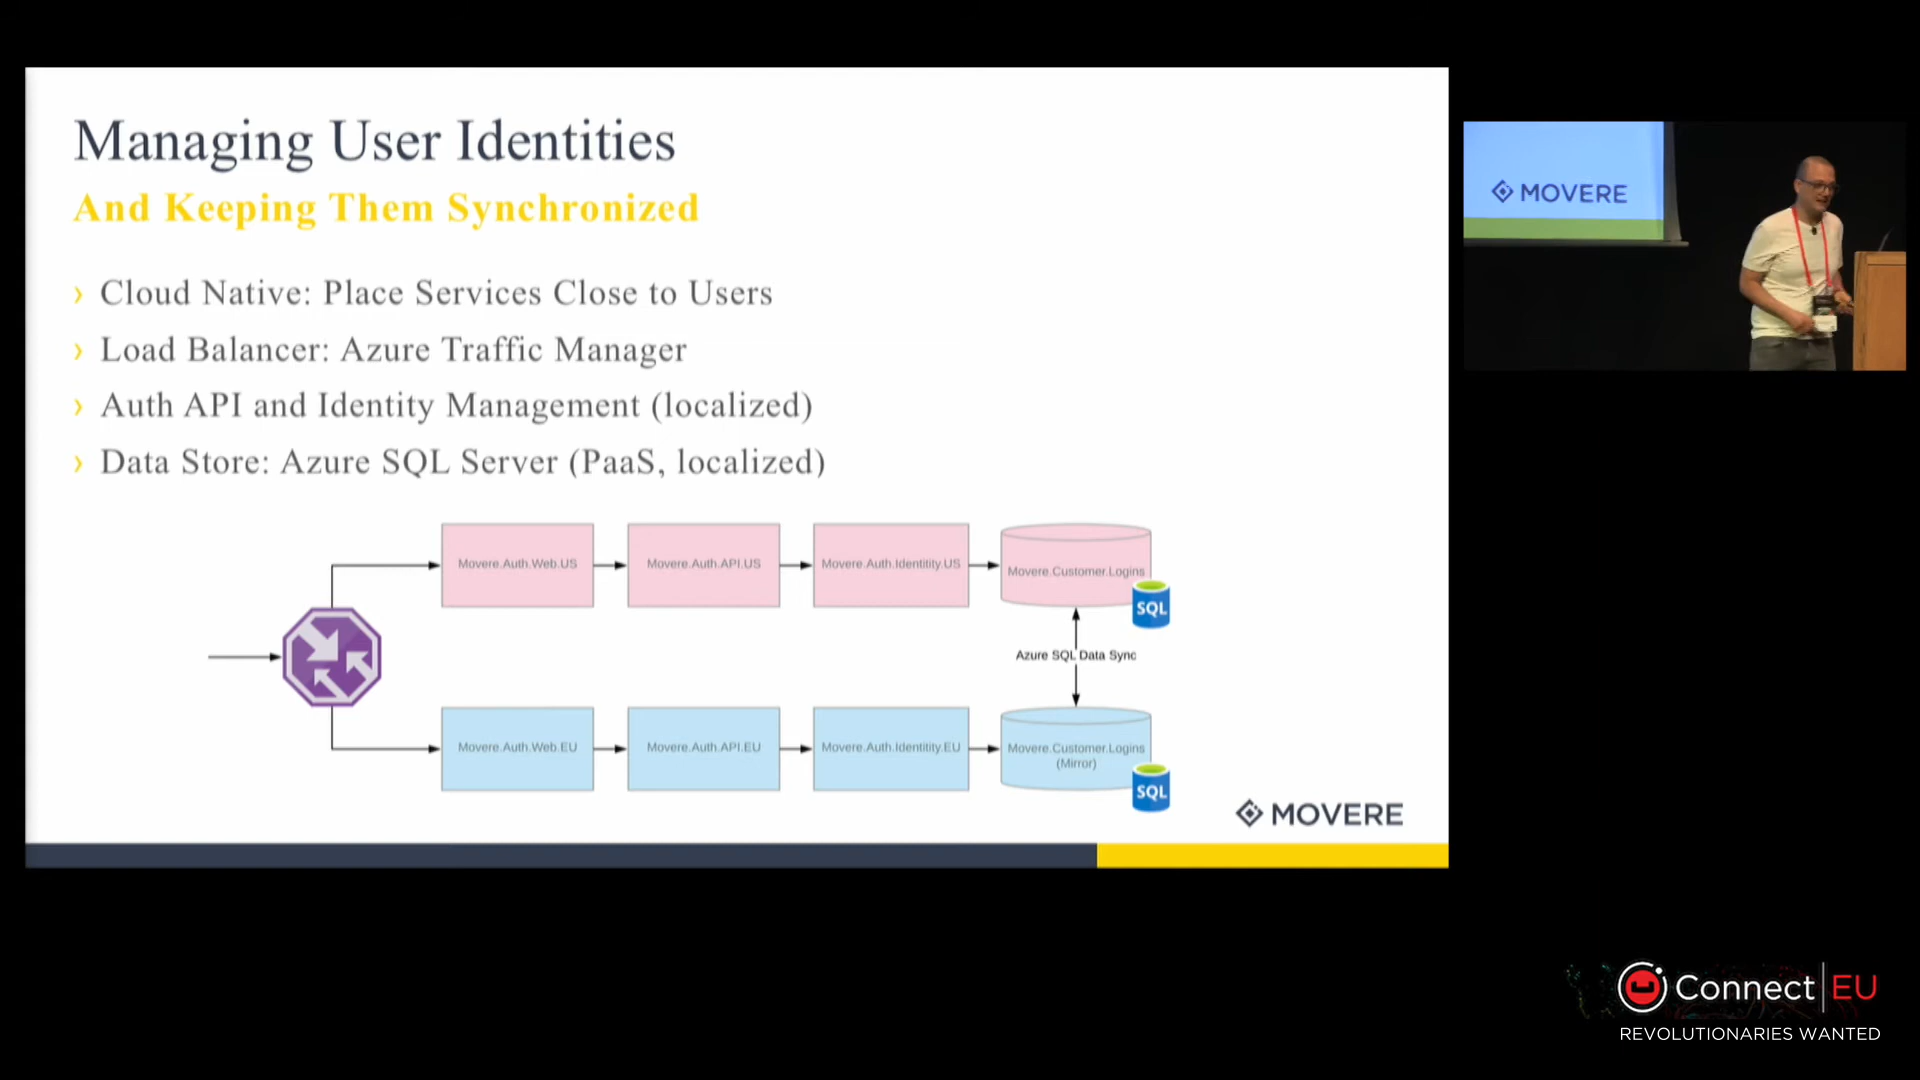 Managing User Identities
And Keeping Them Synchronized
› Cloud Native: Place Services Close to Users
› Load Balancer: Azure Traffic Manager
› Auth API and Identity Management (localized)
› Data Store: Azure SQL Server (PaaS, localized)
Movere.Auth.Web.US
Movere.Auth.API.US
Movere.Auth.Identitity.US
Movere.Customer.Logins
SQL
Azure SQL Data Sync
Movere.Auth.Web.EU
Movere.Auth.API.EU
Movere.Auth.Identitity.EU
Movere.Customer.Logins
(Mirror)
SQL
MOVERE
MOVERE
Connect EU
REVOLUTIONARIES WANTED